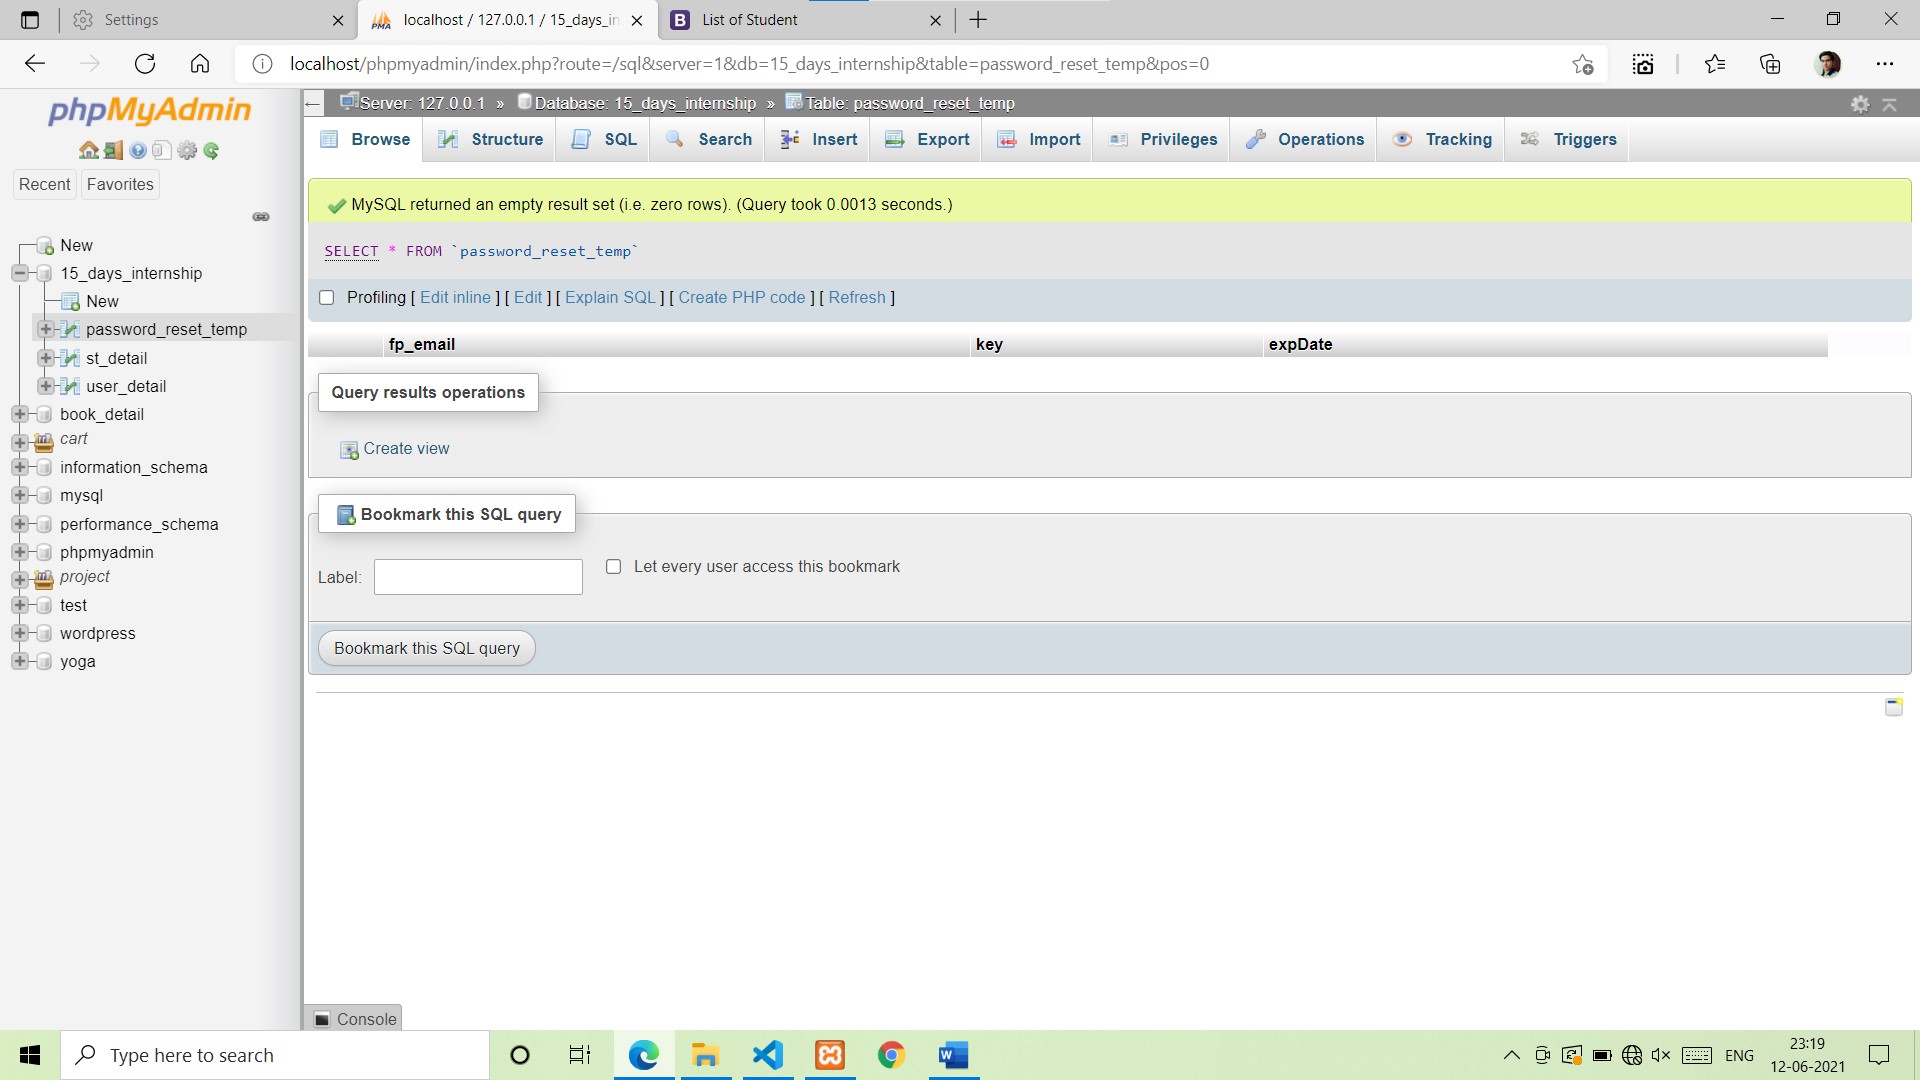 Settings
localhost / 127.0.0.1 / 15_days_in
List of Student
localhost/phpmyadmin/index.php?route=/sql&server=1&db=15_days_internship&table=password_reset_temp&pos=0
phpMyAdmin
Server: 127.0.0.1 » Database: 15_days_internship » Table: password_reset_temp
Browse Structure SQL Search Insert Export Import Privileges Operations Tracking Triggers
Recent Favorites
New
15_days_internship
New
password_reset_temp
st_detail
user_detail
book_detail
cart
information_schema
mysql
performance_schema
phpmyadmin
project
test
wordpress
yoga
MySQL returned an empty result set (i.e. zero rows). (Query took 0.0013 seconds.)
SELECT * FROM `password_reset_temp`
Profiling [ Edit inline ] [ Edit ] [ Explain SQL ] [ Create PHP code ] [ Refresh ]
fp_email key expDate
Query results operations
Create view
Bookmark this SQL query
Label:
Let every user access this bookmark
Bookmark this SQL query
Console
Type here to search
ENG
23:19
12-06-2021